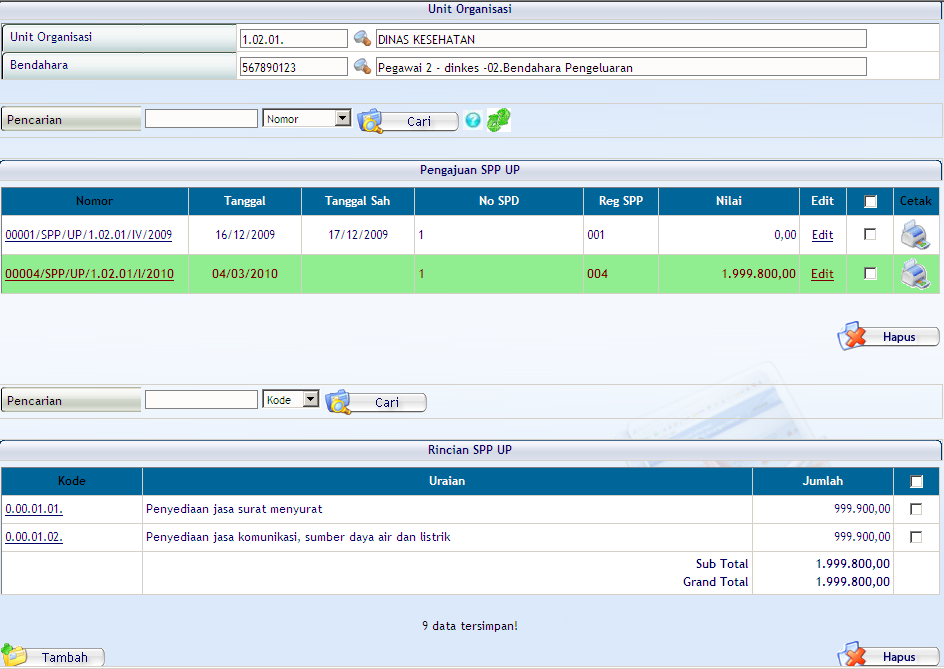 Unit Organisasi
Unit Organisasi 1.02.01. DINAS KESEHATAN
Bendahara 567890123 Pegawai 2 - dinkes -02.Bendahara Pengeluaran
Pencarian Nomor Cari
Pengajuan SPP UP
Nomor Tanggal Tanggal Sah No SPD Reg SPP Nilai Edit Cetak
00001/SPP/UP/1.02.01/IV/2009 16/12/2009 17/12/2009 1 001 0,00 Edit
00004/SPP/UP/1.02.01/I/2010 04/03/2010 1 004 1.999.800,00 Edit
Hapus
Pencarian Kode Cari
Rincian SPP UP
Kode Uraian Jumlah
0.00.01.01. Penyediaan jasa surat menyurat 999.900,00
0.00.01.02. Penyediaan jasa komunikasi, sumber daya air dan listrik 999.900,00
Sub Total 1.999.800,00
Grand Total 1.999.800,00
9 data tersimpan!
Tambah Hapus